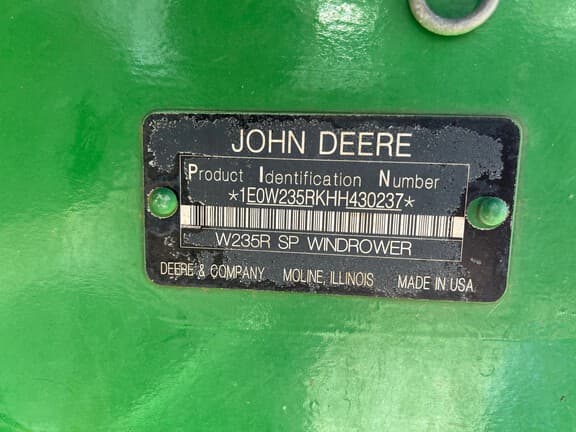 JOHN DEERE
Product Identification Number
*1E0W235RKHH430237*
W235R SP WINDROWER
DEERE & COMPANY MOLINE, ILLINOIS MADE IN USA